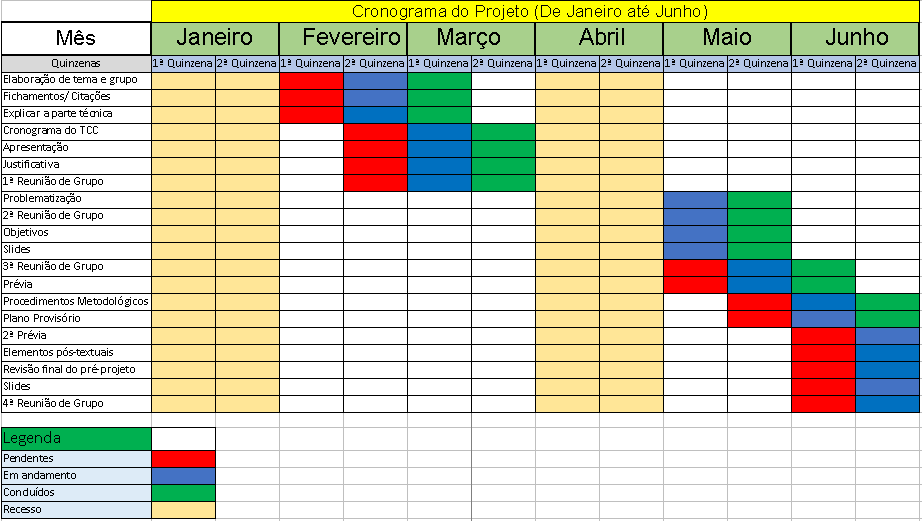 Cronograma do Projeto (De Janeiro até Junho)
Mês Janeiro Fevereiro Março Abril Maio Junho
Quinzenas 1ª Quinzena 2ª Quinzena 1ª Quinzena 2ª Quinzena 1ª Quinzena 2ª Quinzena 1ª Quinzena 2ª Quinzena 1ª Quinzena 2ª Quinzena 1ª Quinzena 2ª Quinzena
Elaboração de tema e grupo
Fichamentos/ Citações
Explicar a parte técnica
Cronograma do TCC
Apresentação
Justificativa
1ª Reunião de Grupo
Problematização
2ª Reunião de Grupo
Objetivos
Slides
3ª Reunião de Grupo
Prévia
Procedimentos Metodológicos
Plano Provisório
2ª Prévia
Elementos pós-textuais
Revisão final do pré-projeto
Slides
4ª Reunião de Grupo
Legenda
Pendentes
Em andamento
Concluídos
Recesso